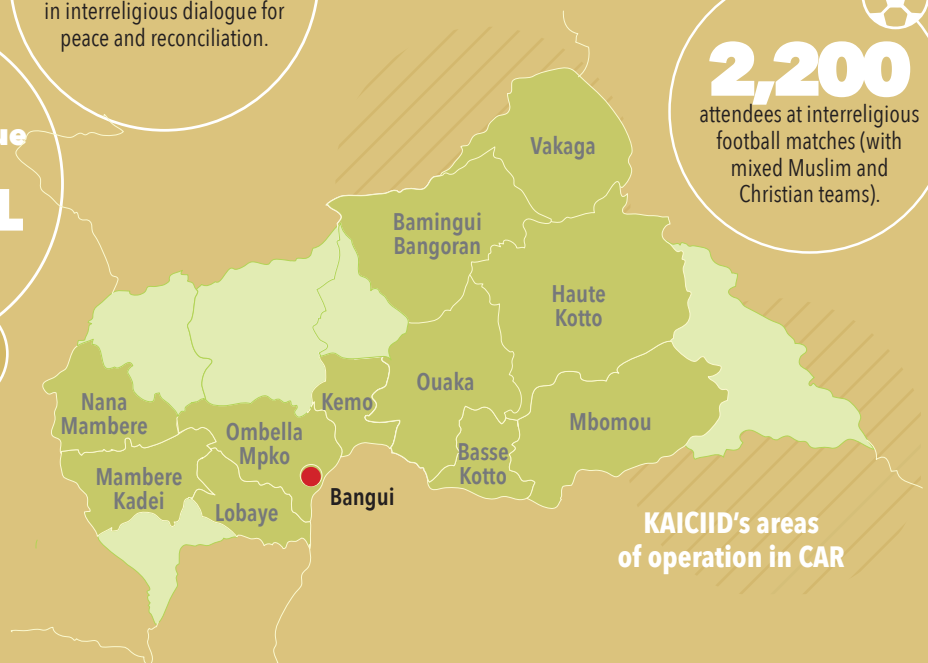 in interreligious dialogue for
peace and reconciliation.
2,200
attendees at interreligious
football matches (with
mixed Muslim and
Christian teams).
Vakaga
Bamingui
Bangoran
Haute
Kotto
Ouaka
Kemo
Nana
Mambere
Ombella
Mpko
Mbomou
Basse
Kotto
Mambere
Kadei
Lobaye
Bangui
KAICIID's areas
of operation in CAR